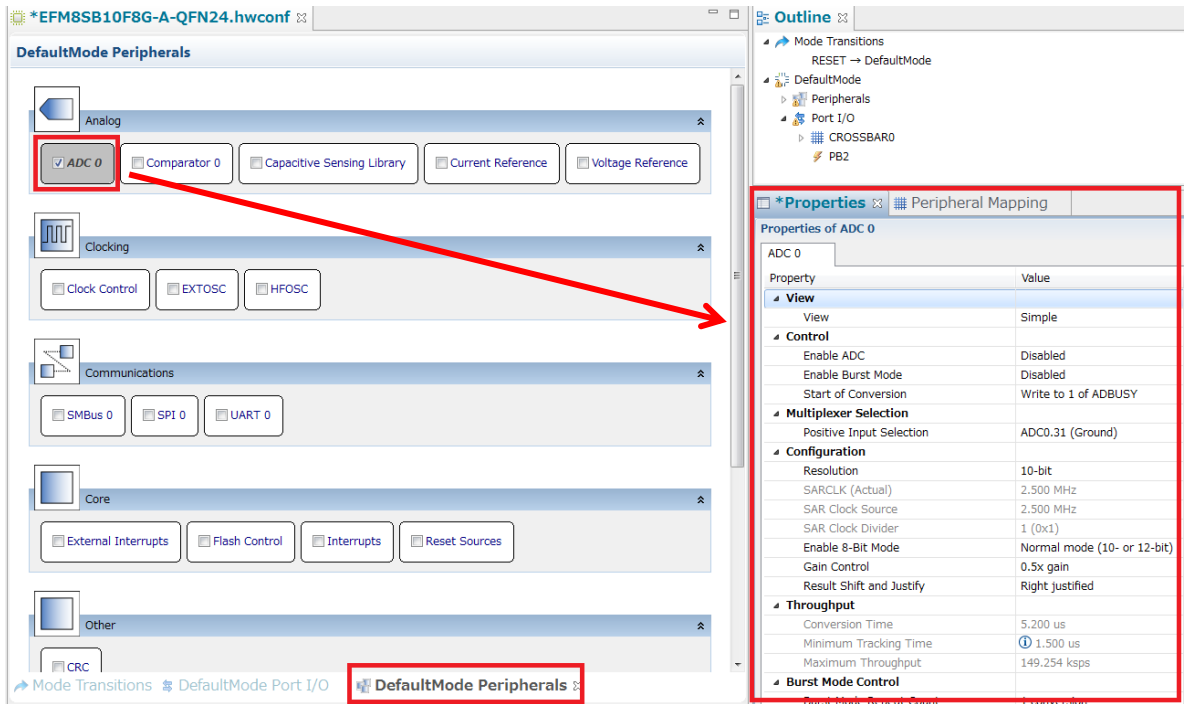 *EFM8SB10F8G-A-QFN24.hwconf
DefaultMode Peripherals
Analog
ADC 0
Comparator 0
Capacitive Sensing Library
Current Reference
Voltage Reference
Clocking
Clock Control
EXTOSC
HFOSC
Communications
SMBus 0
SPI 0
UART 0
Core
External Interrupts
Flash Control
Interrupts
Reset Sources
Other
CRC
Mode Transitions
DefaultMode Port I/O
DefaultMode Peripherals
Outline
Mode Transitions
RESET → DefaultMode
DefaultMode
Peripherals
Port I/O
CROSSBAR0
PB2
*Properties
Peripheral Mapping
Properties of ADC 0
ADC 0
Property Value
View
View Simple
Control
Enable ADC Disabled
Enable Burst Mode Disabled
Start of Conversion Write to 1 of ADBUSY
Multiplexer Selection
Positive Input Selection ADC0.31 (Ground)
Configuration
Resolution 10-bit
SARCLK (Actual) 2.500 MHz
SAR Clock Source 2.500 MHz
SAR Clock Divider 1 (0x1)
Enable 8-Bit Mode Normal mode (10- or 12-bit)
Gain Control 0.5x gain
Result Shift and Justify Right justified
Throughput
Conversion Time 5.200 us
Minimum Tracking Time 1.500 us
Maximum Throughput 149.254 ksps
Burst Mode Control